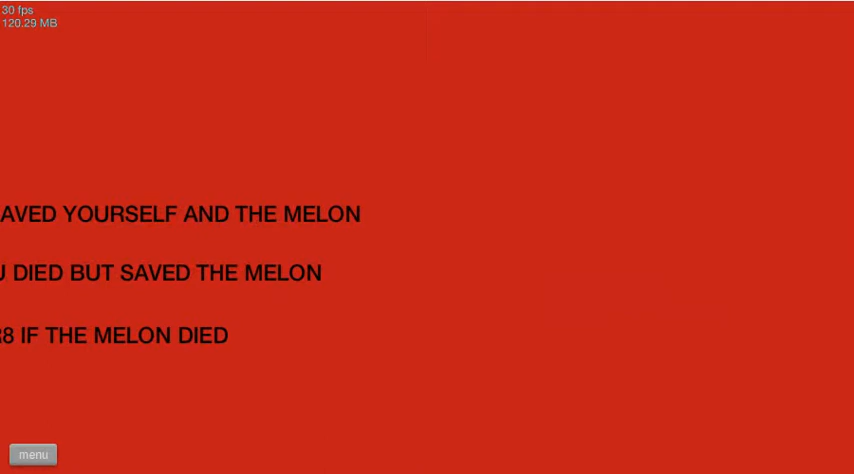 30 fps
120.29 MB
AVED YOURSELF AND THE MELON
DIED BUT SAVED THE MELON
8 IF THE MELON DIED
menu